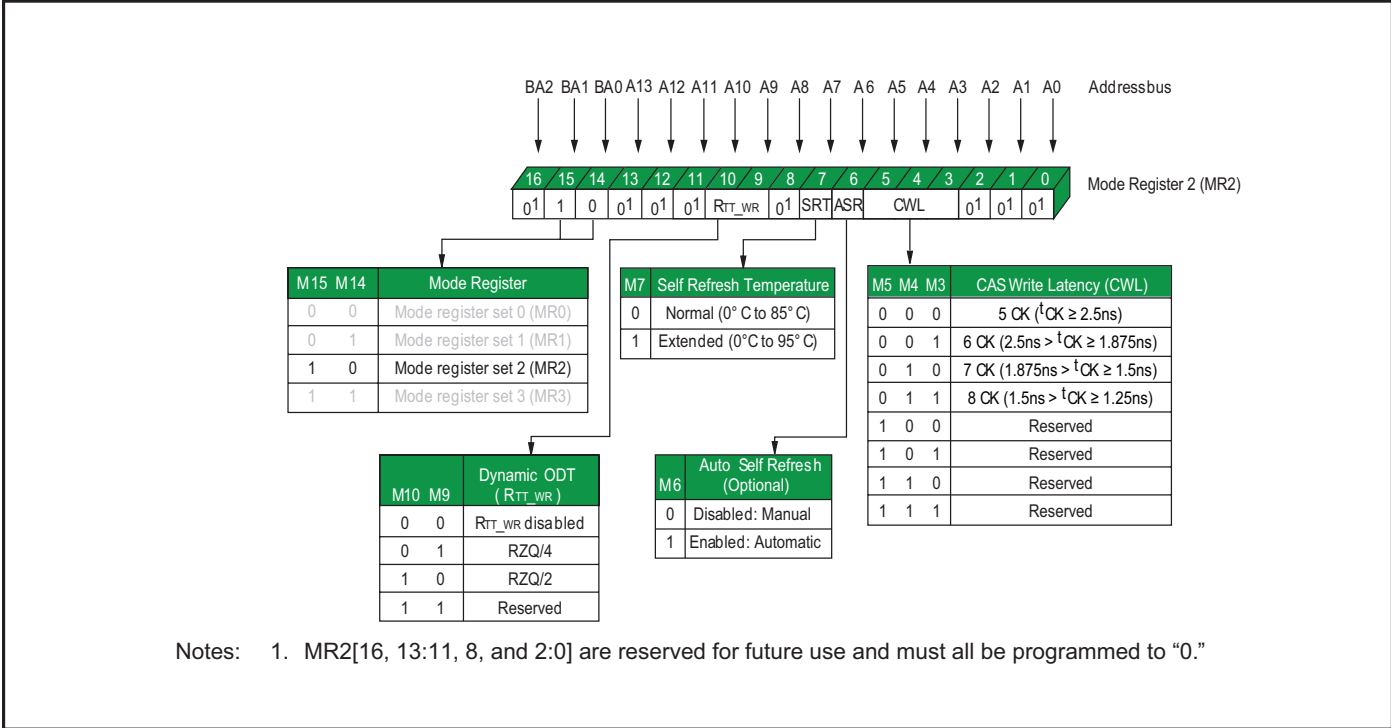 BA2 BA1 BA0 A13 A12 A11 A10 A9 A8 A7 A6 A5 A4 A3 A2 A1 A0 Addressbus
16 15 14 13 12 11 10 9 8 7 6 5 4 3 2 1 0
Mode Register 2 (MR2)
0¹ 1 0 0¹ 0¹ 0¹ RTT_WR 0¹ SRT ASR CWL 0¹ 0¹ 0¹
M15 M14 Mode Register
0 0 Mode register set 0 (MR0)
0 1 Mode register set 1 (MR1)
1 0 Mode register set 2 (MR2)
1 1 Mode register set 3 (MR3)
M7 Self Refresh Temperature
0 Normal (0° C to 85° C)
1 Extended (0°C to 95° C)
M5 M4 M3 CAS Write Latency (CWL)
0 0 0 5 CK (ᵗCK ≥ 2.5ns)
0 0 1 6 CK (2.5ns > ᵗCK ≥ 1.875ns)
0 1 0 7 CK (1.875ns > ᵗCK ≥ 1.5ns)
0 1 1 8 CK (1.5ns > ᵗCK ≥ 1.25ns)
1 0 0 Reserved
1 0 1 Reserved
1 1 0 Reserved
1 1 1 Reserved
Dynamic ODT
M10 M9 (RTT_WR)
0 0 RTT_WR disabled
0 1 RZQ/4
1 0 RZQ/2
1 1 Reserved
Auto Self Refresh
M6 (Optional)
0 Disabled: Manual
1 Enabled: Automatic
Notes: 1. MR2[16, 13:11, 8, and 2:0] are reserved for future use and must all be programmed to “0.”